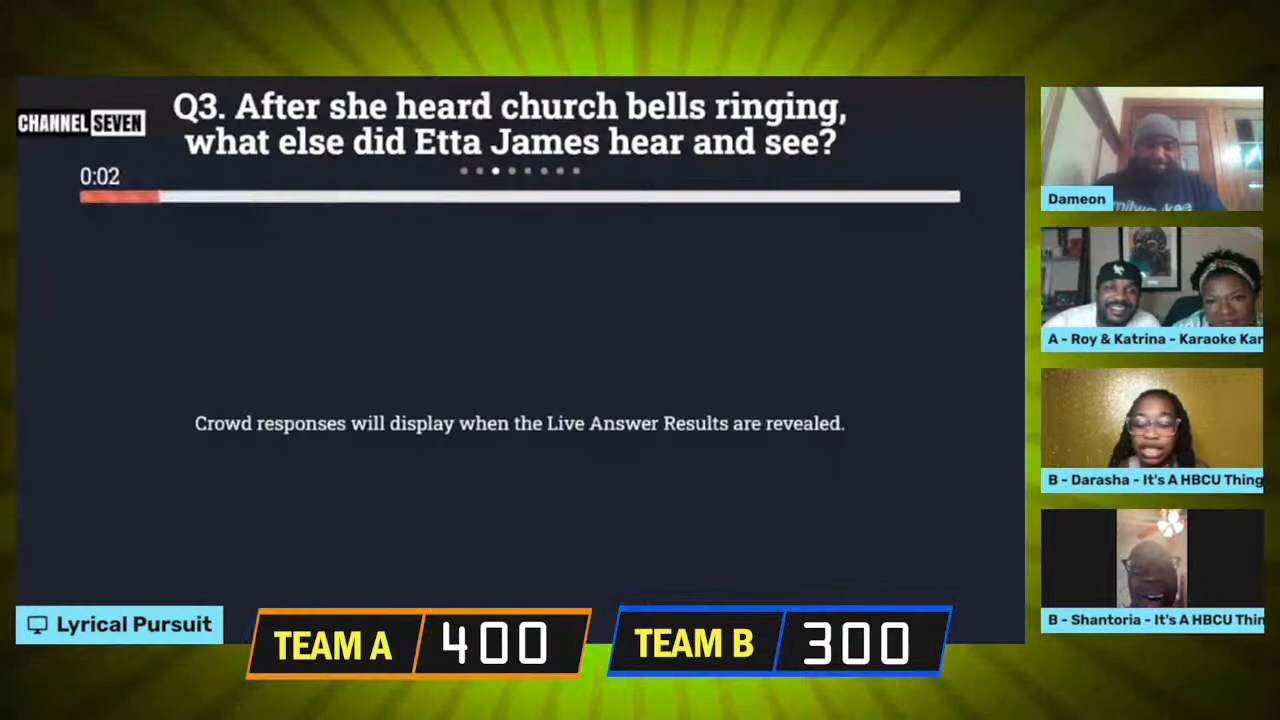 CHANNEL SEVEN
Q3. After she heard church bells ringing,
what else did Etta James hear and see?
0:02
Crowd responses will display when the Live Answer Results are revealed.
Lyrical Pursuit
TEAM A 400
TEAM B 300
Dameon
milwaukee
A - Roy & Katrina - Karaoke Kar
B - Darasha - It's A HBCU Thing
B - Shantoria - It's A HBCU Thin